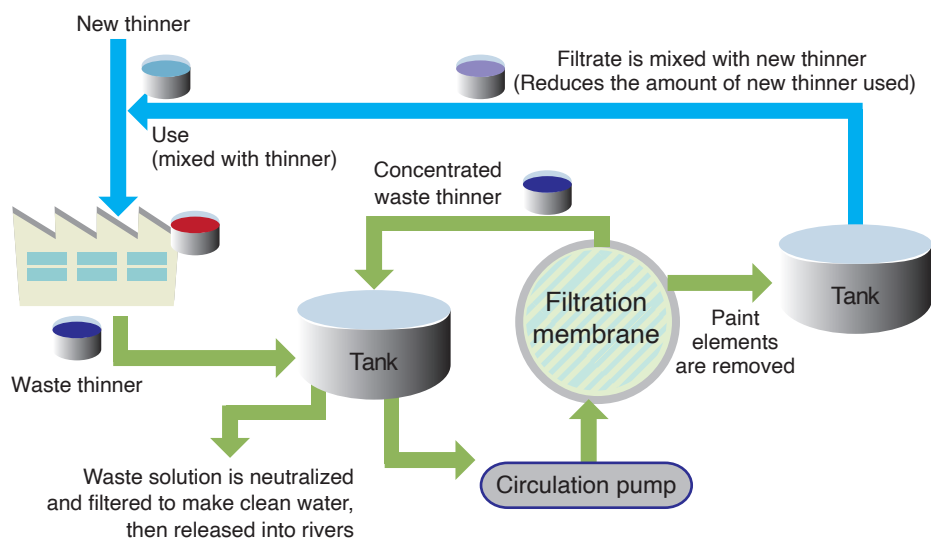 New thinner
Filtrate is mixed with new thinner
(Reduces the amount of new thinner used)
Use
(mixed with thinner)
Concentrated
waste thinner
Filtration
membrane
Tank
Paint
elements
are removed
Tank
Waste thinner
Waste solution is neutralized
and filtered to make clean water,
then released into rivers
Circulation pump